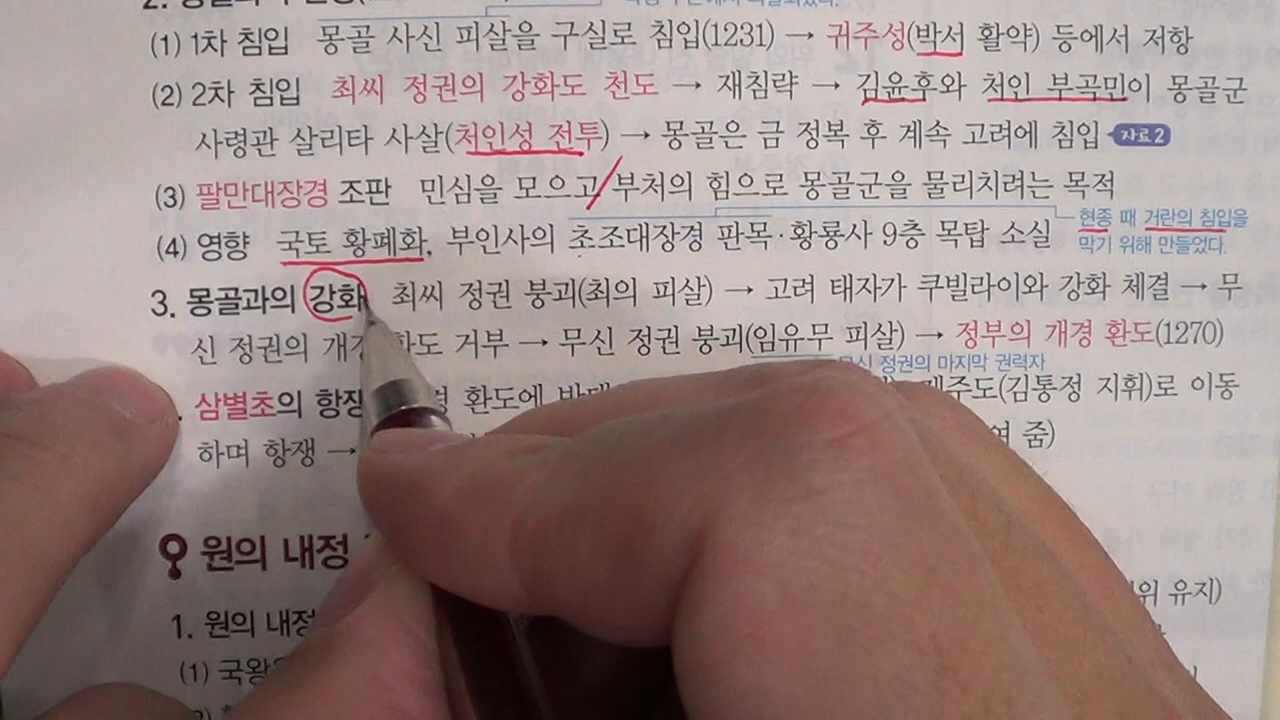 (1) 1차 침입 몽골 사신 피살을 구실로 침입(1231) → 귀주성(박서 활약) 등에서 저항
(2) 2차 침입 최씨 정권의 강화도 천도 → 재침략 → 김윤후와 처인 부곡민이 몽골군
사령관 살리타 사살(처인성 전투) → 몽골은 금 정복 후 계속 고려에 침입 자료2
(3) 팔만대장경 조판 민심을 모으고 부처의 힘으로 몽골군을 물리치려는 목적
현종 때 거란의 침입을
막기 위해 만들었다.
(4) 영향 국토 황폐화, 부인사의 초조대장경 판목·황룡사 9층 목탑 소실
3. 몽골과의 강화 최씨 정권 붕괴(최의 피살) → 고려 태자가 쿠빌라이와 강화 체결 → 무
신 정권의 환도 거부 → 무신 정권 붕괴(임유무 피살) → 정부의 개경 환도(1270)
무신 정권의 마지막 권력자
삼별초의 항쟁 환도에 제주도(김통정 지휘)로 이동
하며 항쟁 → 줌)
원의 내정
유지)
1. 원의 내정
(1)